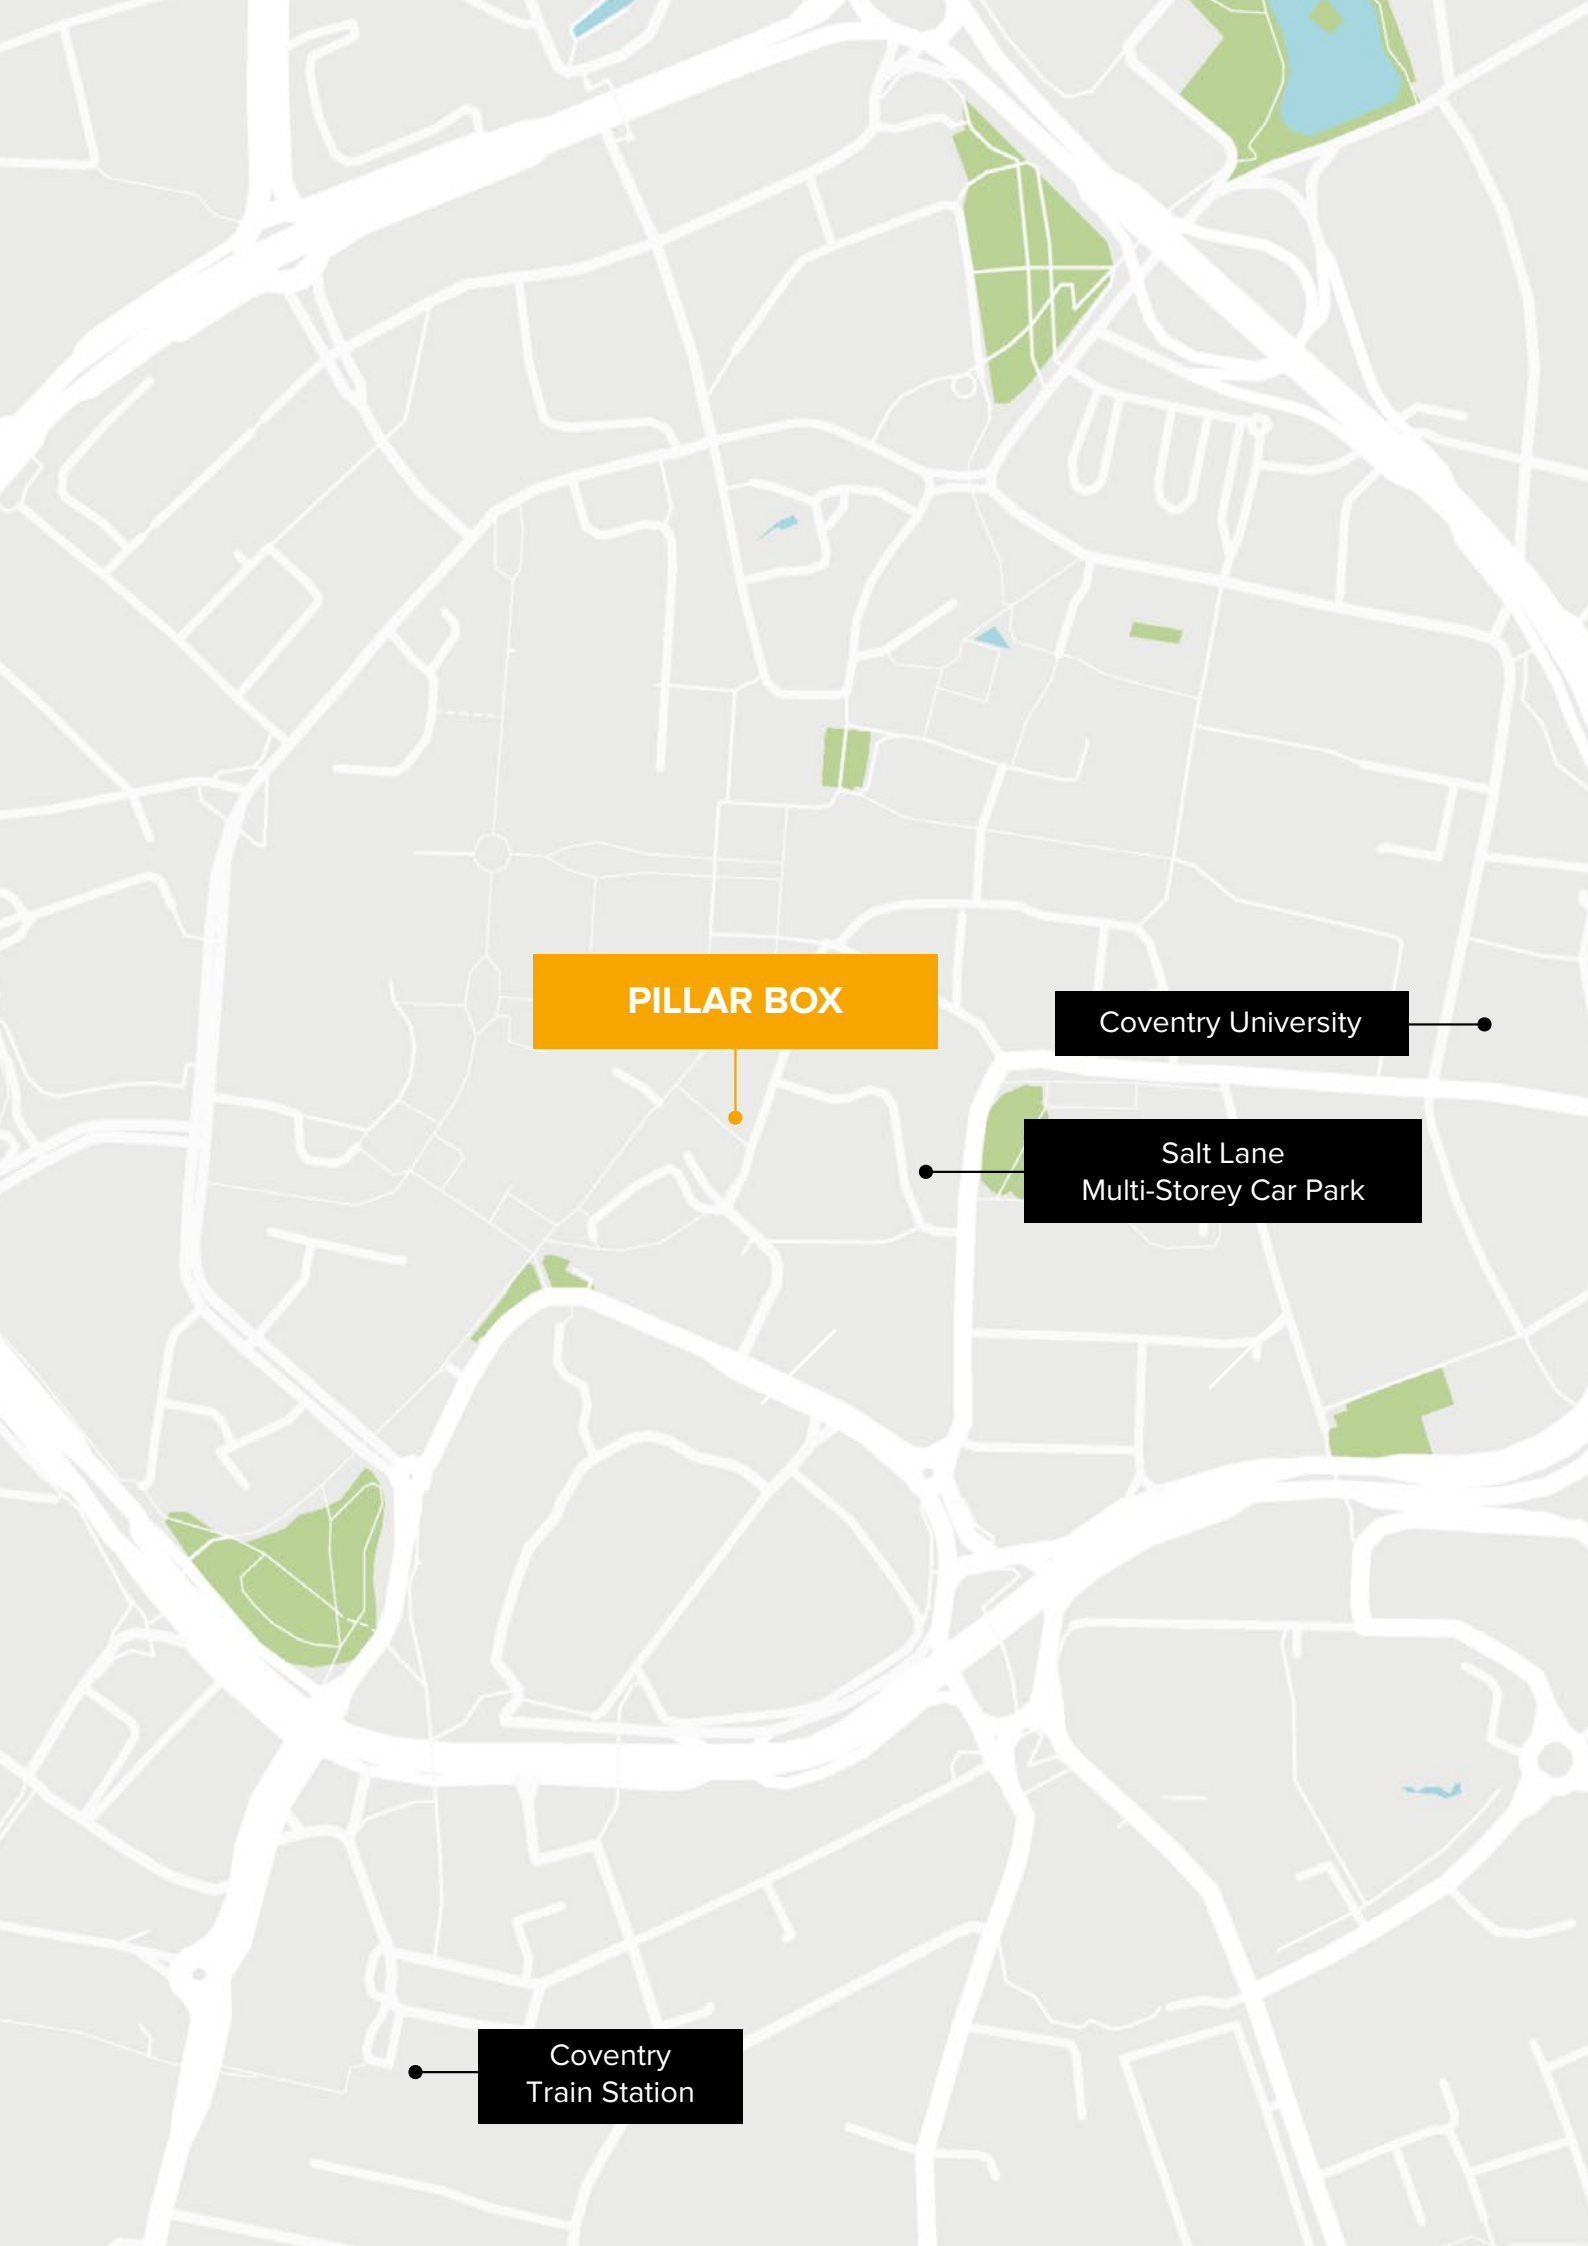 PILLAR BOX
Coventry University
Salt Lane
Multi-Storey Car Park
Coventry
Train Station